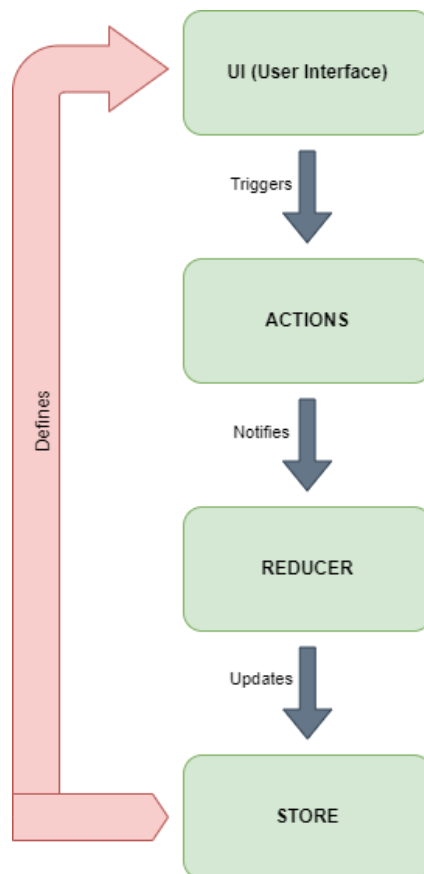 UI (User Interface)
Triggers
ACTIONS
Notifies
Defines
REDUCER
Updates
STORE